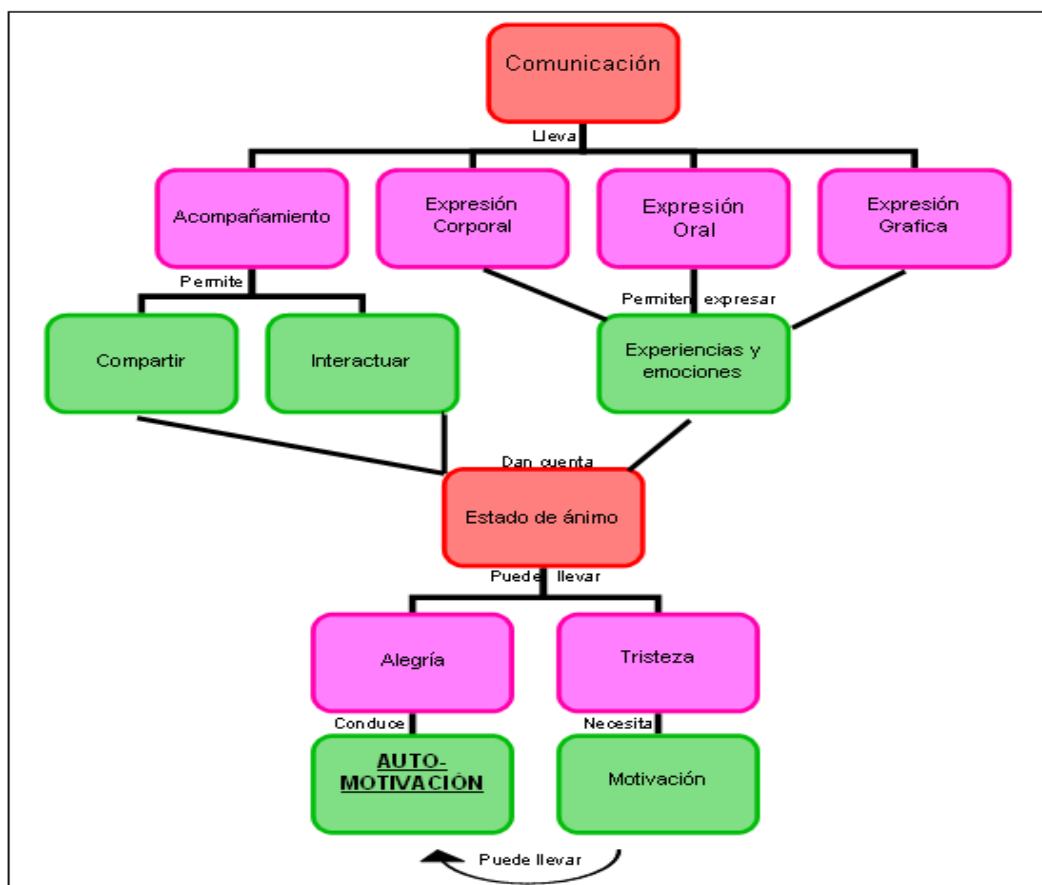 Comunicación
Lleva
Acompañamiento
Expresión
Corporal
Expresión
Oral
Expresión
Grafica
Permite
Permiten expresar
Compartir
Interactuar
Experiencias y
emociones
Dan cuenta
Estado de ánimo
Puede llevar
Alegría
Tristeza
Conduce
Necesita
AUTO-
MOTIVACIÓN
Motivación
Puede llevar